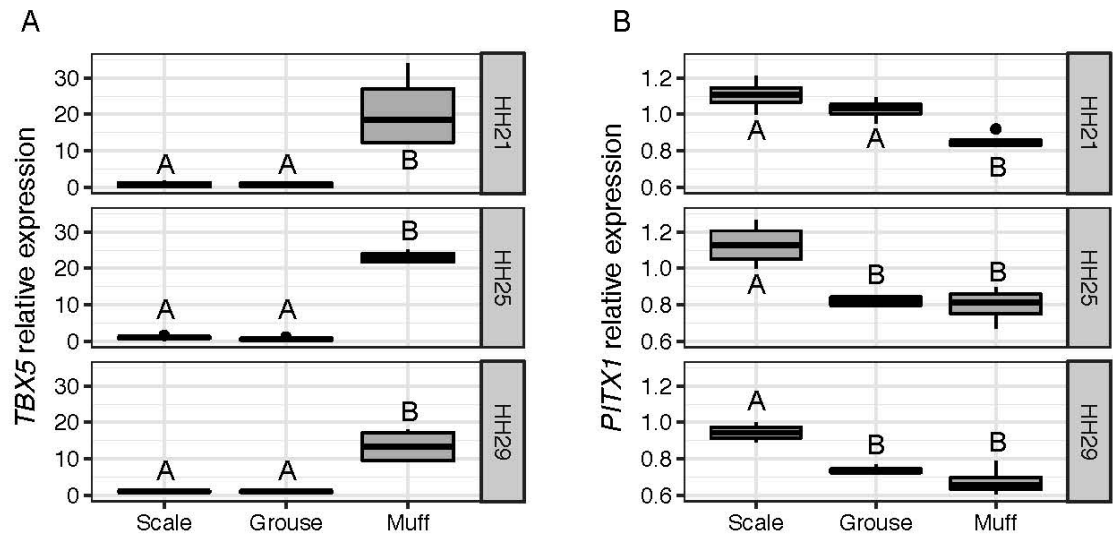 A
TBX5 relative expression
30
20
10
0
A
A
B
HH21
30
20
10
0
A
A
B
HH25
30
20
10
0
A
A
B
HH29
Scale
Grouse
Muff
B
PITX1 relative expression
1.2
1.0
0.8
0.6
A
A
B
HH21
1.2
1.0
0.8
0.6
A
B
B
HH25
1.2
1.0
0.8
0.6
A
B
B
HH29
Scale
Grouse
Muff